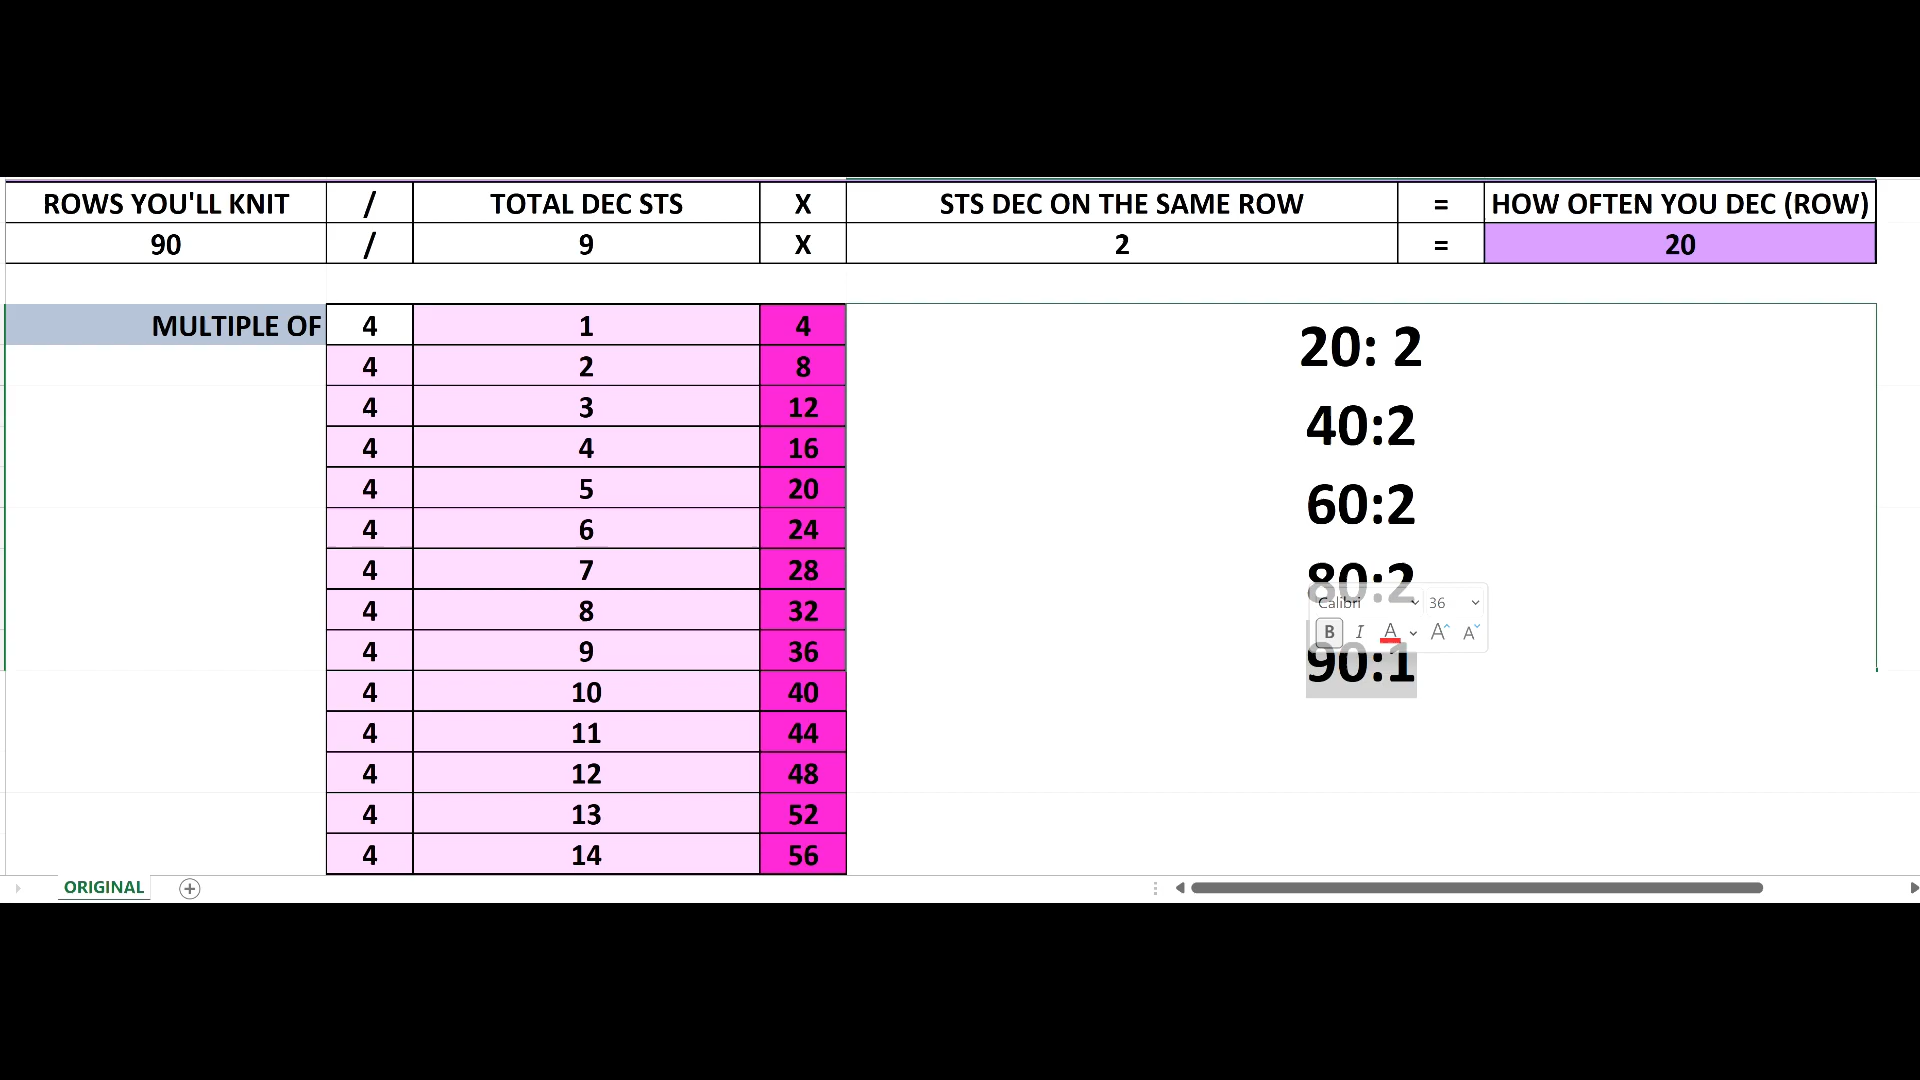 ROWS YOU'LL KNIT / TOTAL DEC STS X STS DEC ON THE SAME ROW = HOW OFTEN YOU DEC (ROW)
90 / 9 X 2 = 20
MULTIPLE OF 4 1 4
4 2 8
4 3 12
4 4 16
4 5 20
4 6 24
4 7 28
4 8 32
4 9 36
4 10 40
4 11 44
4 12 48
4 13 52
4 14 56
20: 2
40:2
60:2
80:2
Calibri 36
B I A A A
90:1
ORIGINAL